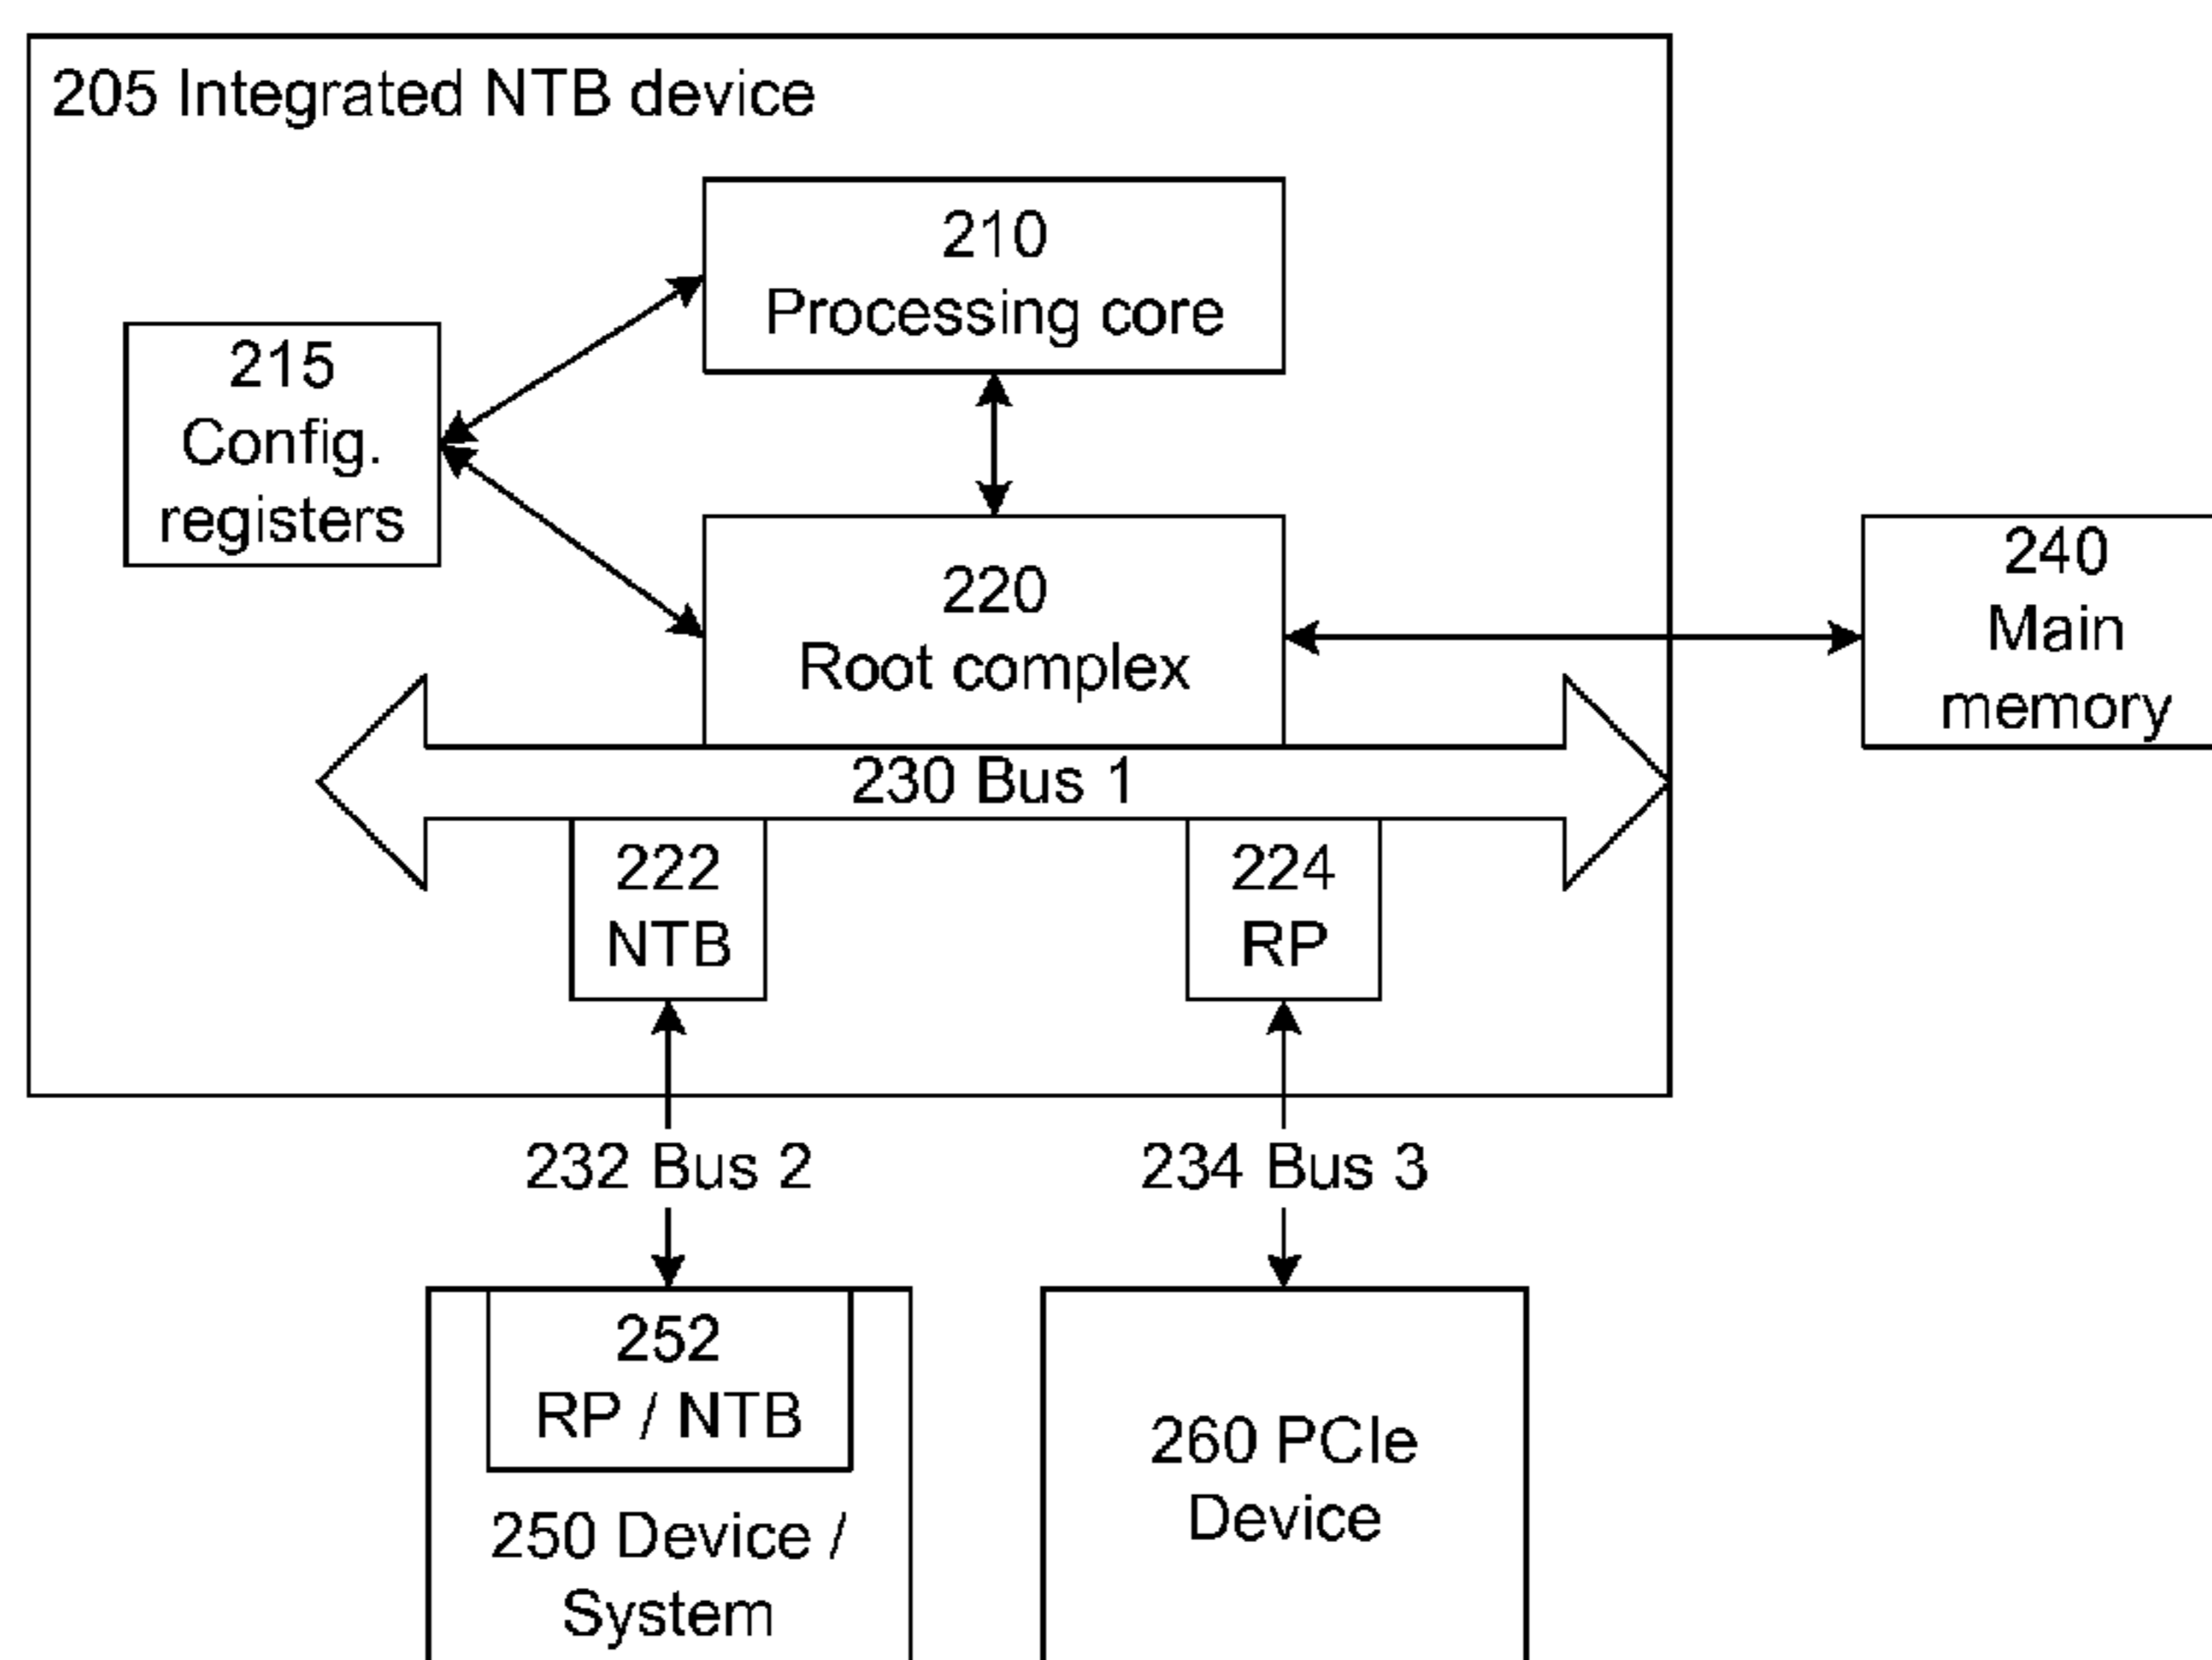 205 Integrated NTB device
210
Processing core
215
Config.
registers
220
Root complex
240
Main
memory
230 Bus 1
222
NTB
224
RP
232 Bus 2
234 Bus 3
252
RP / NTB
250 Device /
System
260 PCIe
Device